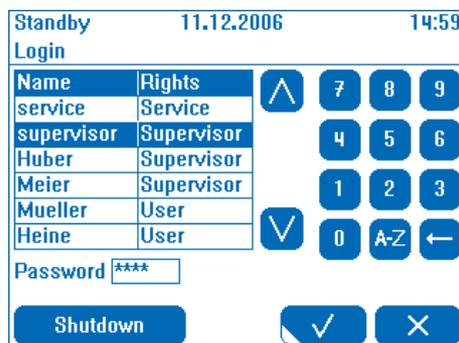 Standby 11.12.2006 14:59
Login
Name Rights
service Service
supervisor Supervisor
Huber Supervisor
Meier Supervisor
Mueller User
Heine User
7 8 9
4 5 6
1 2 3
0 A-Z
Password ****
Shutdown